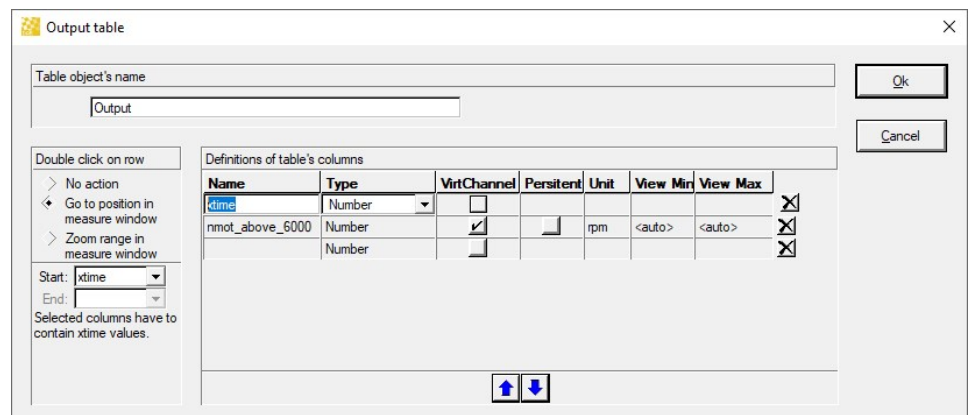 Output table
Table object's name
Ok
Output
Cancel
Double click on row
No action
Go to position in
measure window
Zoom range in
measure window
Start: xtime
End:
Selected columns have to
contain xtime values.
Definitions of table's columns
Name Type VirtChannel Persitent Unit View Min View Max
xtime Number
nmot_above_6000 Number rpm <auto> <auto>
Number